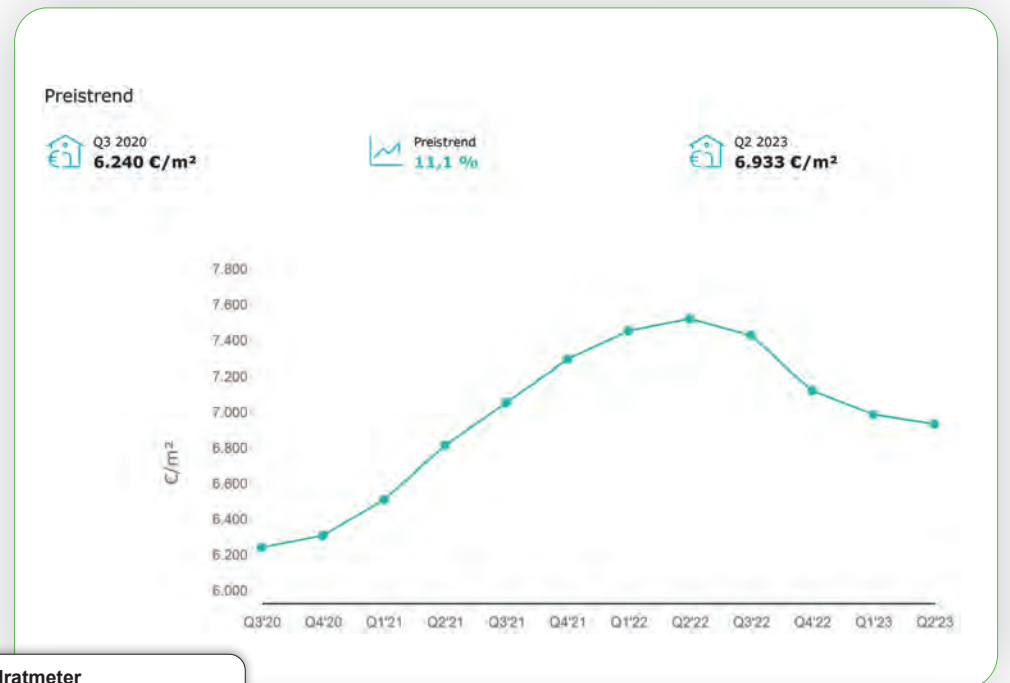 Preistrend
Q3 2020
6.240 €/m²
Preistrend
11,1 %
Q2 2023
6.933 €/m²
7.800
7.600
7.400
7.200
7.000
6.800
6.600
6.400
6.200
6.000
€/m²
Q3'20 Q4'20 Q1'21 Q2'21 Q3'21 Q4'21 Q1'22 Q2'22 Q3'22 Q4'22 Q1'23 Q2'23